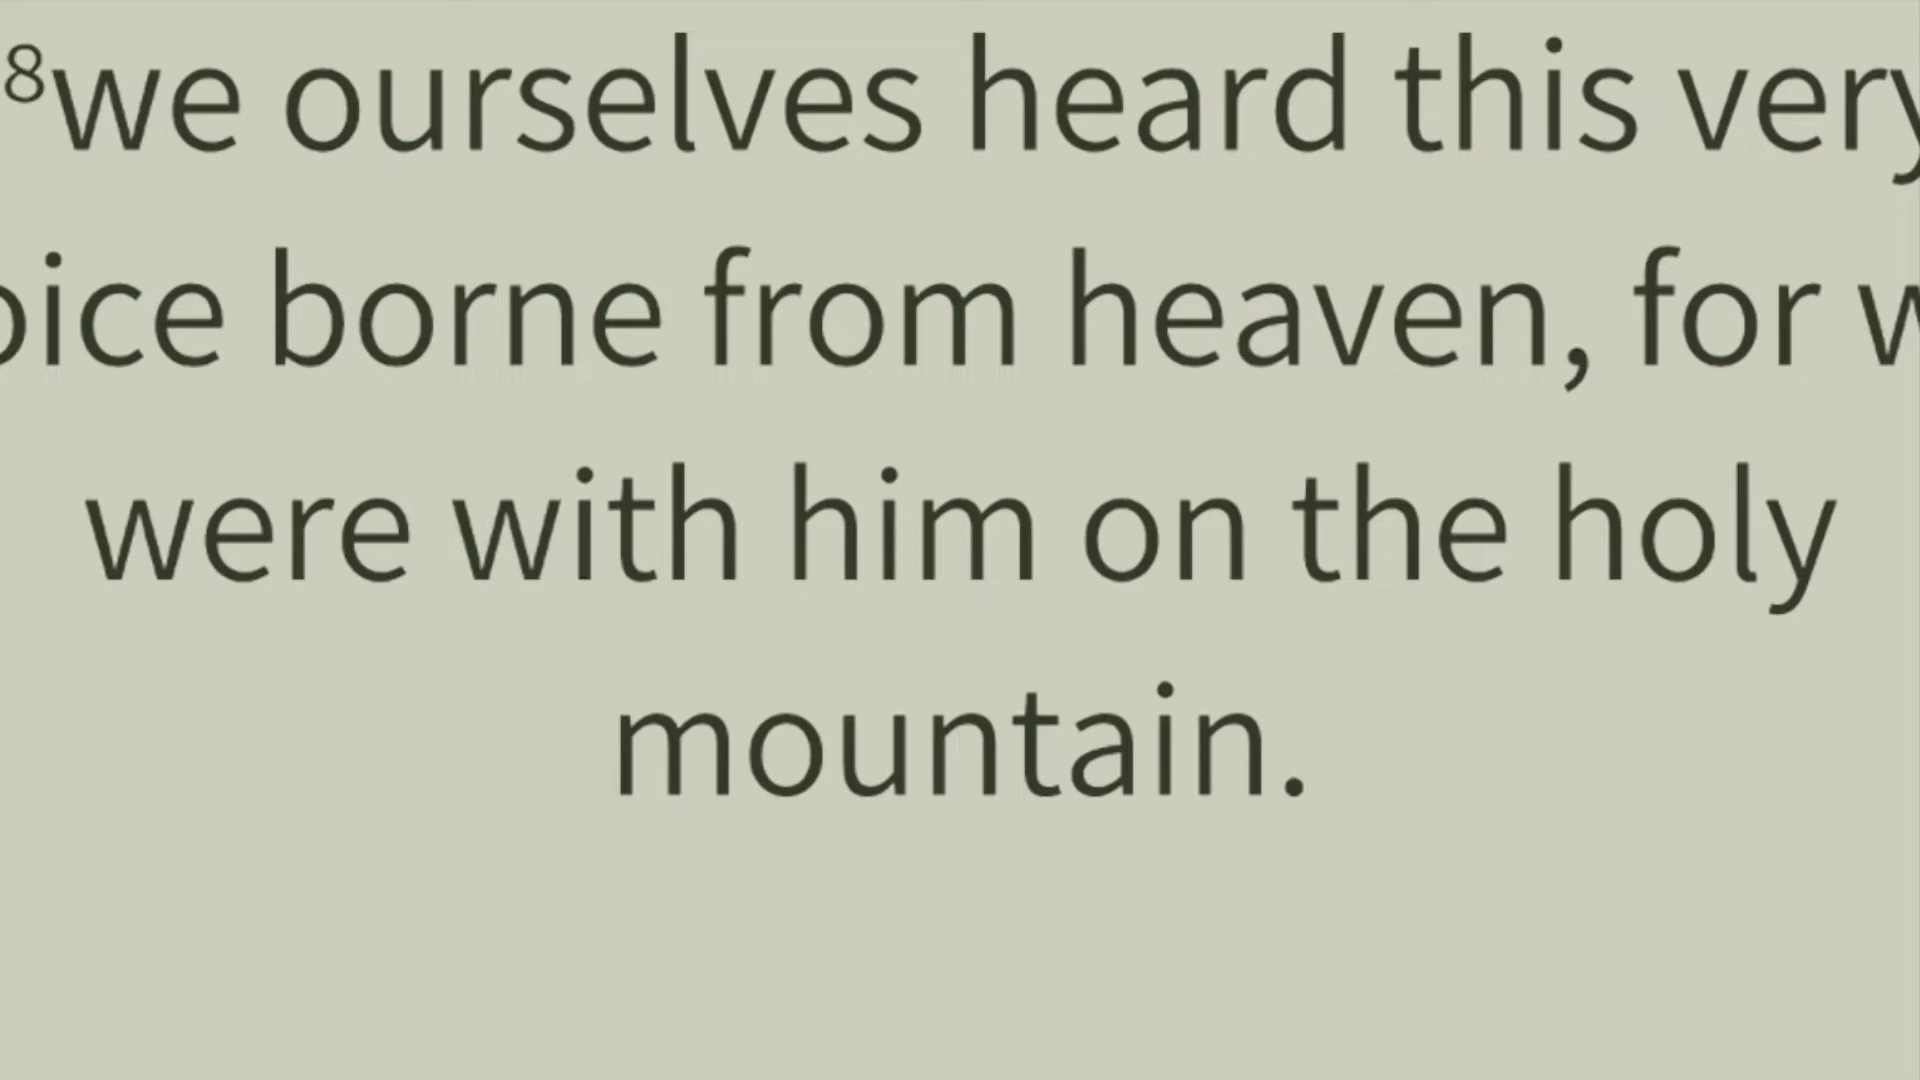 ⁸we ourselves heard this very
oice borne from heaven, for w
were with him on the holy
mountain.